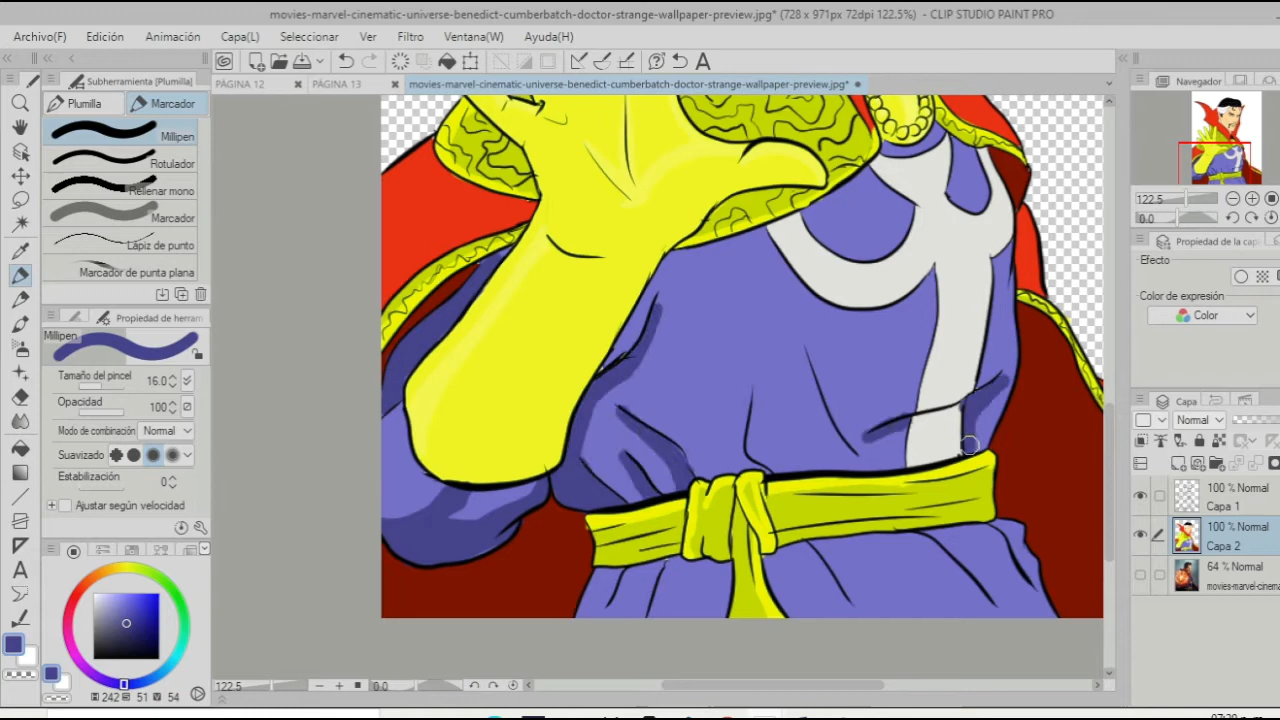 movies-marvel-cinematic-universe-benedict-cumberbatch-doctor-strange-wallpaper-preview.jpg* (728 x 971px 72dpi 122.5%) - CLIP STUDIO PAINT PRO
Archivo(F) Edición Animación Capa(L) Seleccionar Ver Filtro Ventana(W) Ayuda(H)
Subherramienta [Plumilla]
PÁGINA 12 PÁGINA 13 movies-marvel-cinematic-universe-benedict-cumberbatch-doctor-strange-wallpaper-preview.jpg*
Navegador
Plumilla Marcador
Millipen
Rotulador
Rellenar mono
Marcador
Lápiz de punto
Marcador de punta plana
122.5
0.0
Propiedad de la capa
Efecto
Color de expresión
Color
Propiedad de herram
Millipen
Tamaño del pincel 16.0
Opacidad 100
Modo de combinación Normal
Suavizado
Estabilización 0
Ajustar según velocidad
Capa
Normal
100 % Normal
Capa 1
100 % Normal
Capa 2
64 % Normal
movies-marvel-cinemat
H 242 S 51 V 54
122.5 0.0